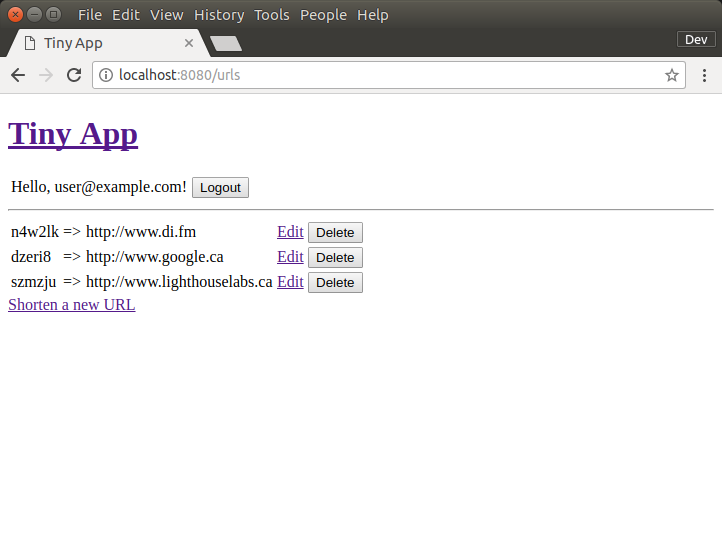 File Edit View History Tools People Help
Tiny App
Dev
localhost:8080/urls
Tiny App
Hello, user@example.com! Logout
n4w2lk => http://www.di.fm Edit Delete
dzeri8 => http://www.google.ca Edit Delete
szmzju => http://www.lighthouselabs.ca Edit Delete
Shorten a new URL